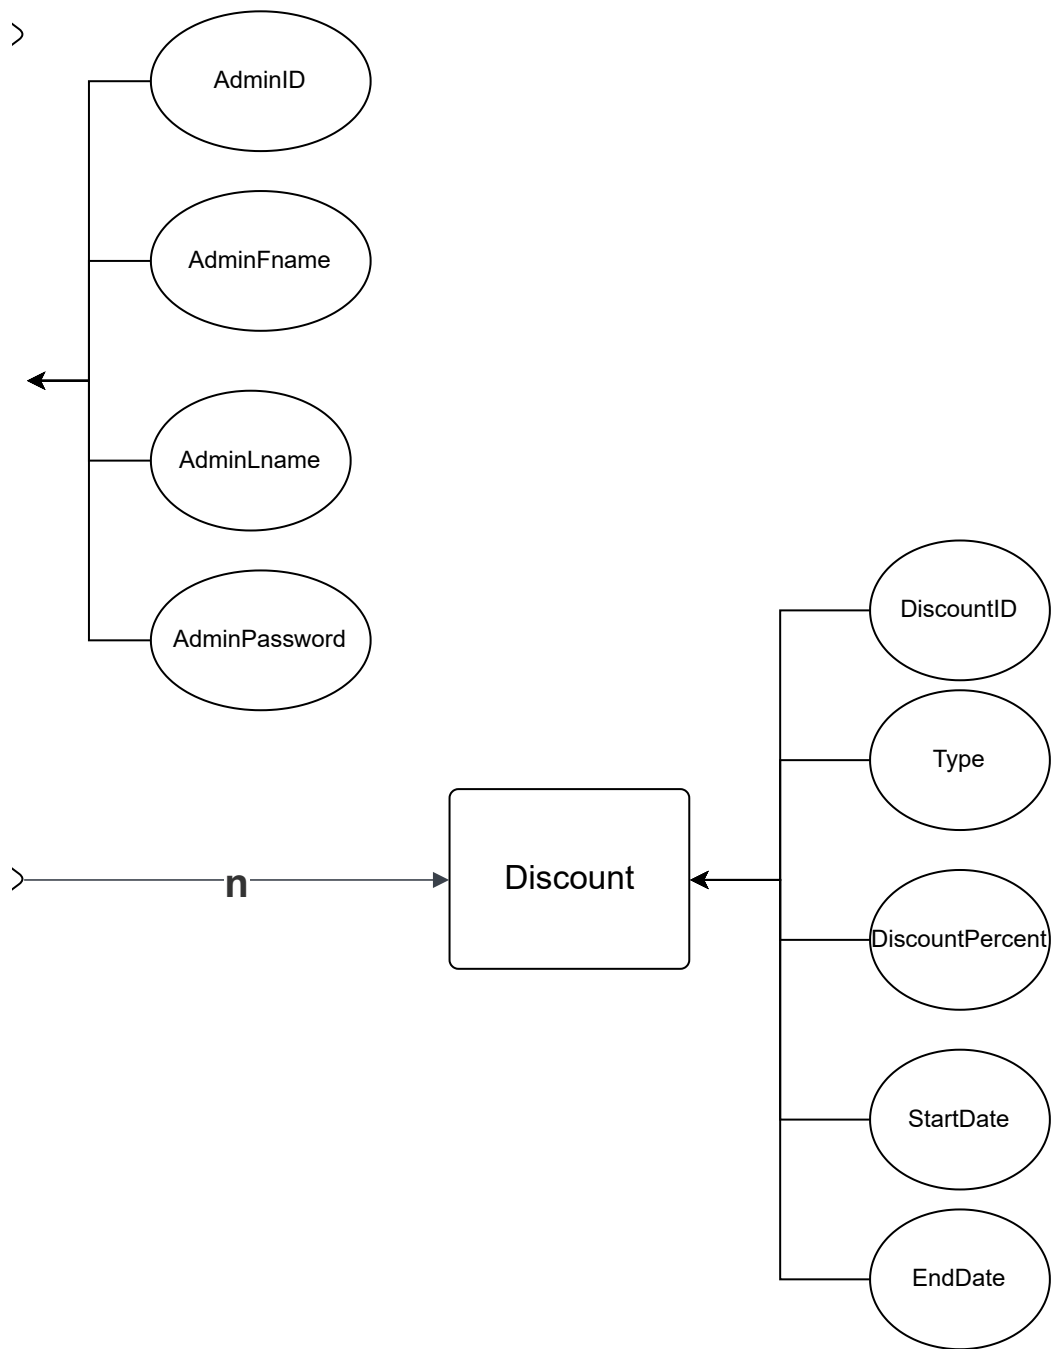 AdminID
AdminFname
AdminLname
AdminPassword
n
Discount
DiscountID
Type
DiscountPercent
StartDate
EndDate